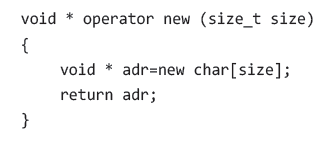 void * operator new (size_t size)
{
void * adr=new char[size];
return adr;
}